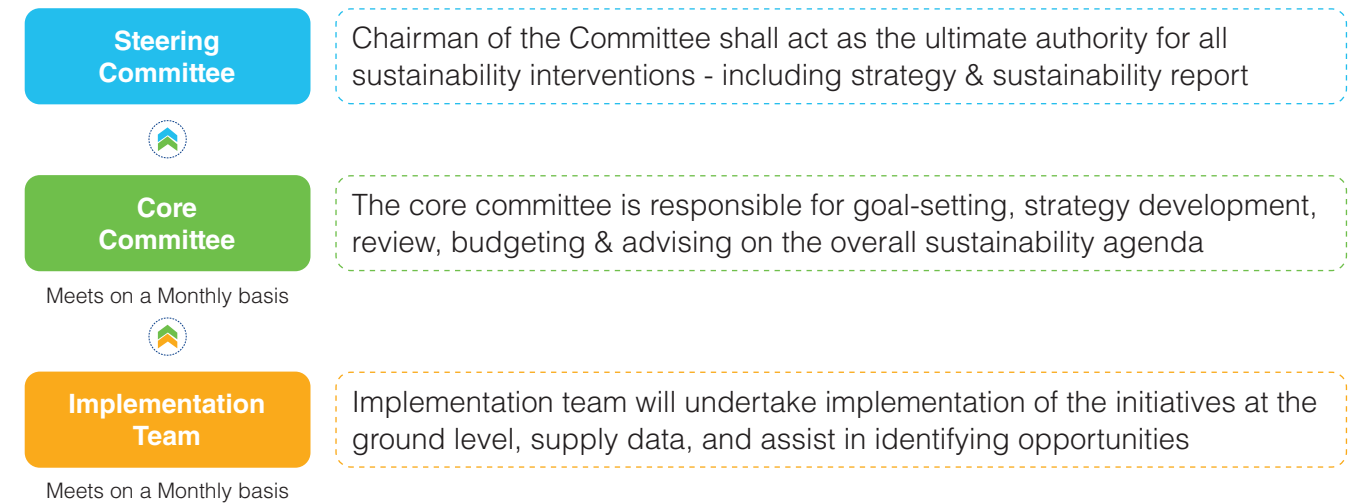 Steering
Committee
Chairman of the Committee shall act as the ultimate authority for all
sustainability interventions - including strategy & sustainability report
Core
Committee
The core committee is responsible for goal-setting, strategy development,
review, budgeting & advising on the overall sustainability agenda
Meets on a Monthly basis
Implementation
Team
Implementation team will undertake implementation of the initiatives at the
ground level, supply data, and assist in identifying opportunities
Meets on a Monthly basis